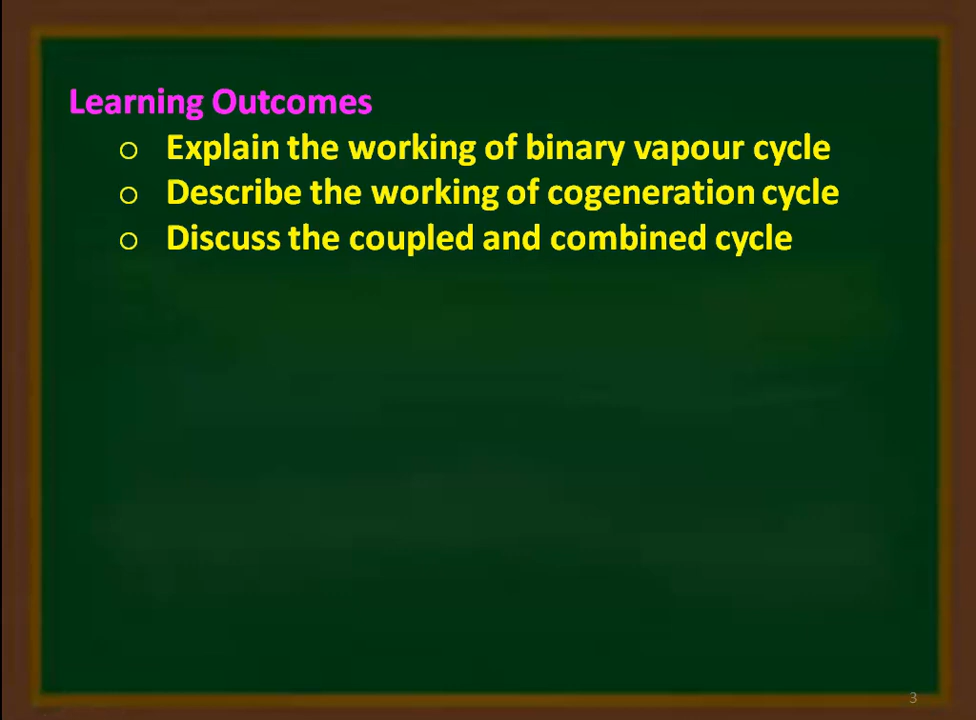 Learning Outcomes
○ Explain the working of binary vapour cycle
○ Describe the working of cogeneration cycle
○ Discuss the coupled and combined cycle
3